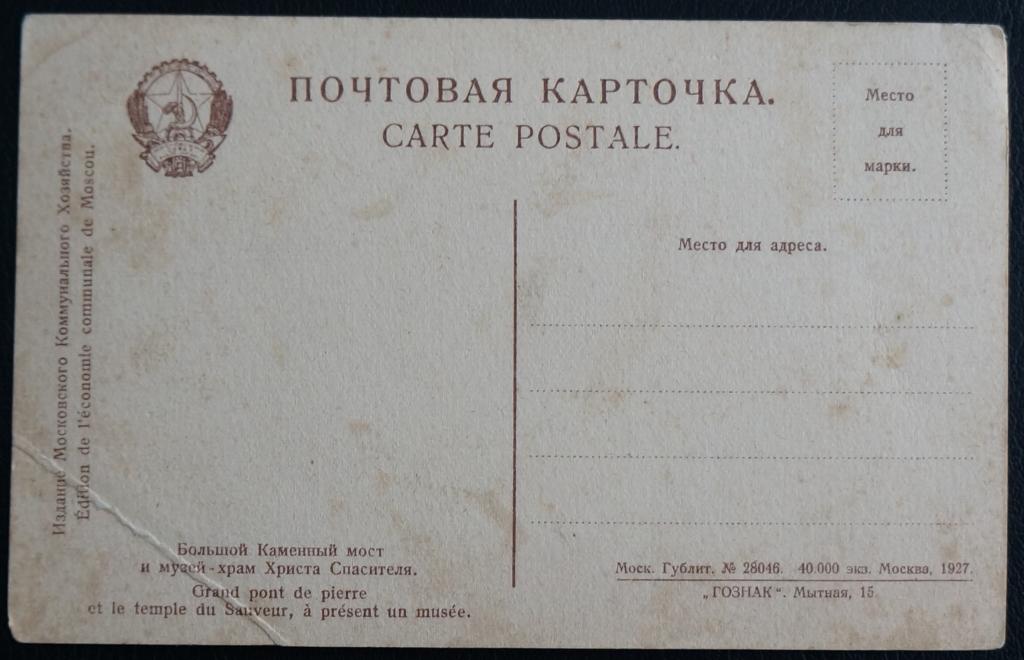 ПОЧТОВАЯ КАРТОЧКА.
CARTE POSTALE.
Место
для
марки.
Издание Московского Коммунального Хозяйства.
Édition de l'économie communale de Moscou.
Место для адреса.
Большой Каменный мост
и музей-храм Христа Спасителя.
Grand pont de pierre
et le temple du Sauveur, à présent un musée.
Моск. Гублит. № 28046. 40.000 экз. Москва, 1927.
„ГОЗНАК". Мытная, 15.